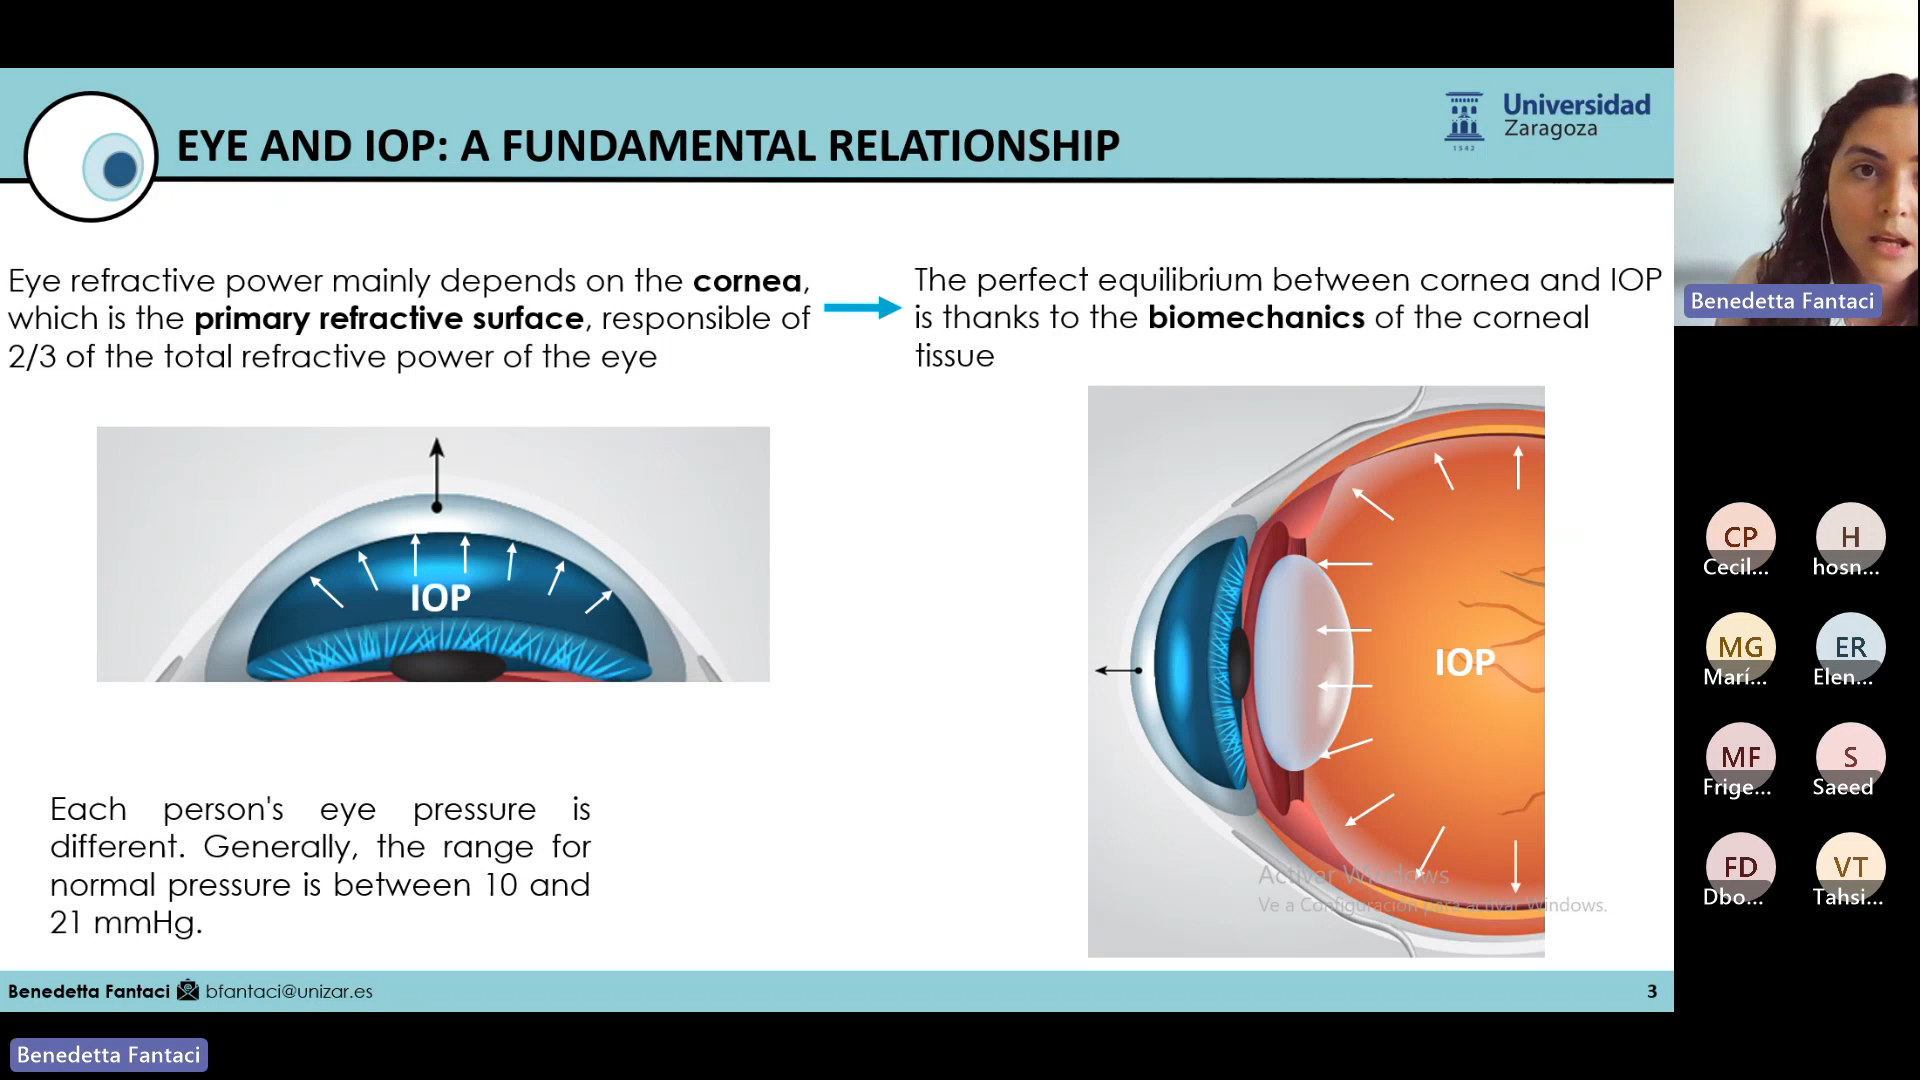 EYE AND IOP: A FUNDAMENTAL RELATIONSHIP
Universidad
Zaragoza
1542
Eye refractive power mainly depends on the cornea,
which is the primary refractive surface, responsible of
2/3 of the total refractive power of the eye
The perfect equilibrium between cornea and IOP
is thanks to the biomechanics of the corneal
tissue
IOP
IOP
Each person's eye pressure is
different. Generally, the range for
normal pressure is between 10 and
21 mmHg.
Activar Windows
Ve a Configuración para activar Windows.
Benedetta Fantaci bfantaci@unizar.es
3
Benedetta Fantaci
Benedetta Fantaci
CP
Cecil...
H
hosn...
MG
Marí...
ER
Elen...
MF
Frige...
S
Saeed
FD
Dbo...
VT
Tahsi...